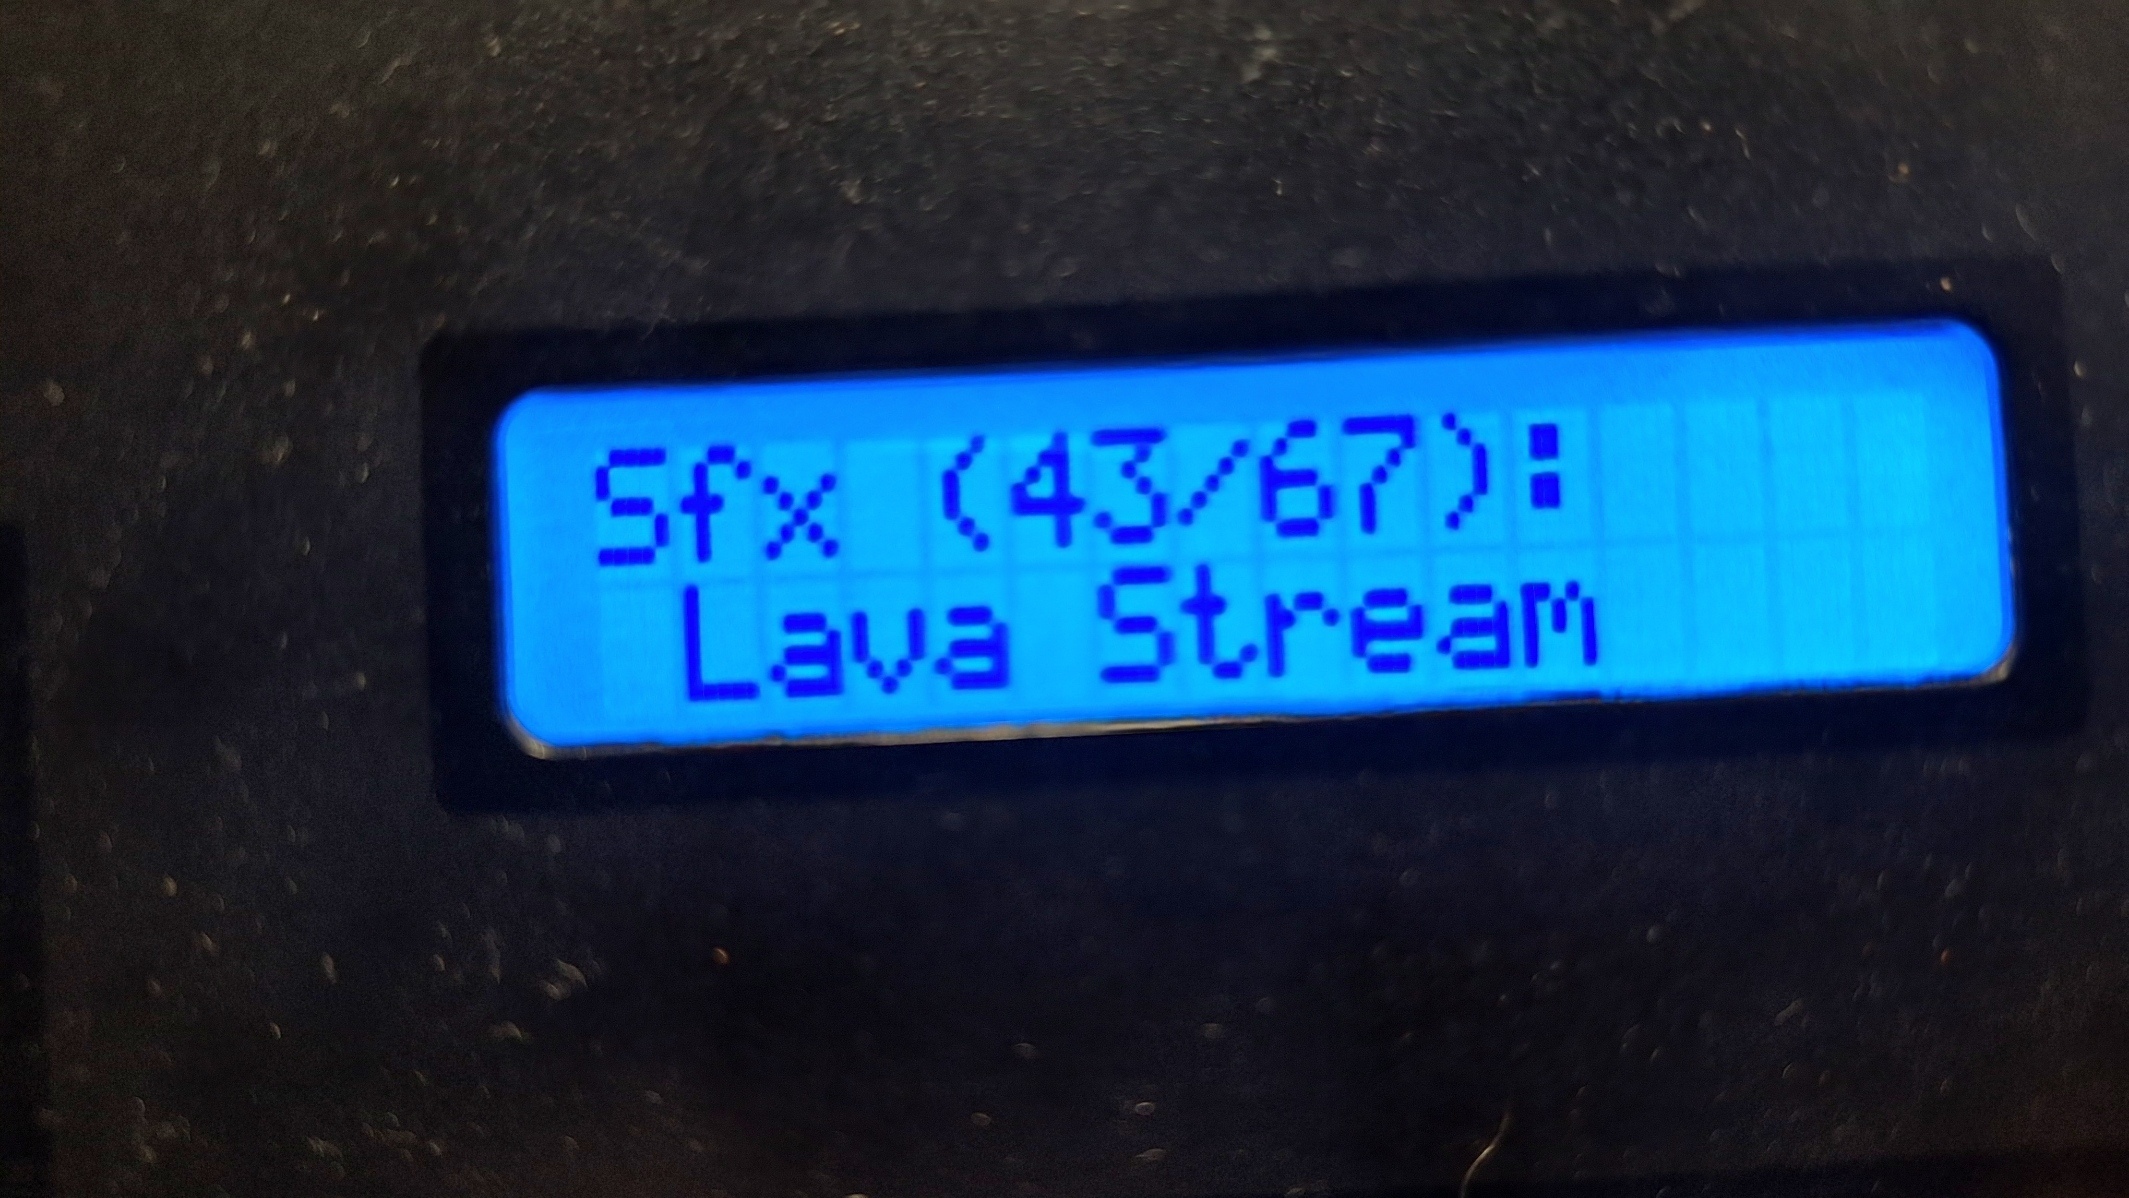 Sfx (43/67):
Lava Stream